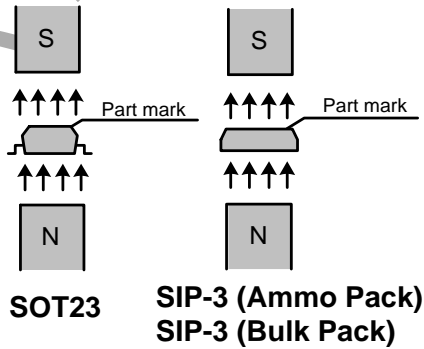 S
S
Part mark
Part mark
N
N
SOT23
SIP-3 (Ammo Pack)
SIP-3 (Bulk Pack)